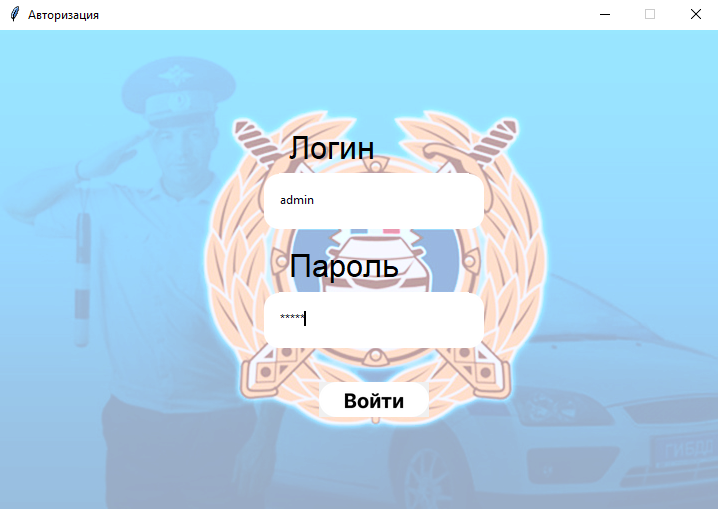 Авторизация
Логин
admin
Пароль
*****
Войти
ГИБДД